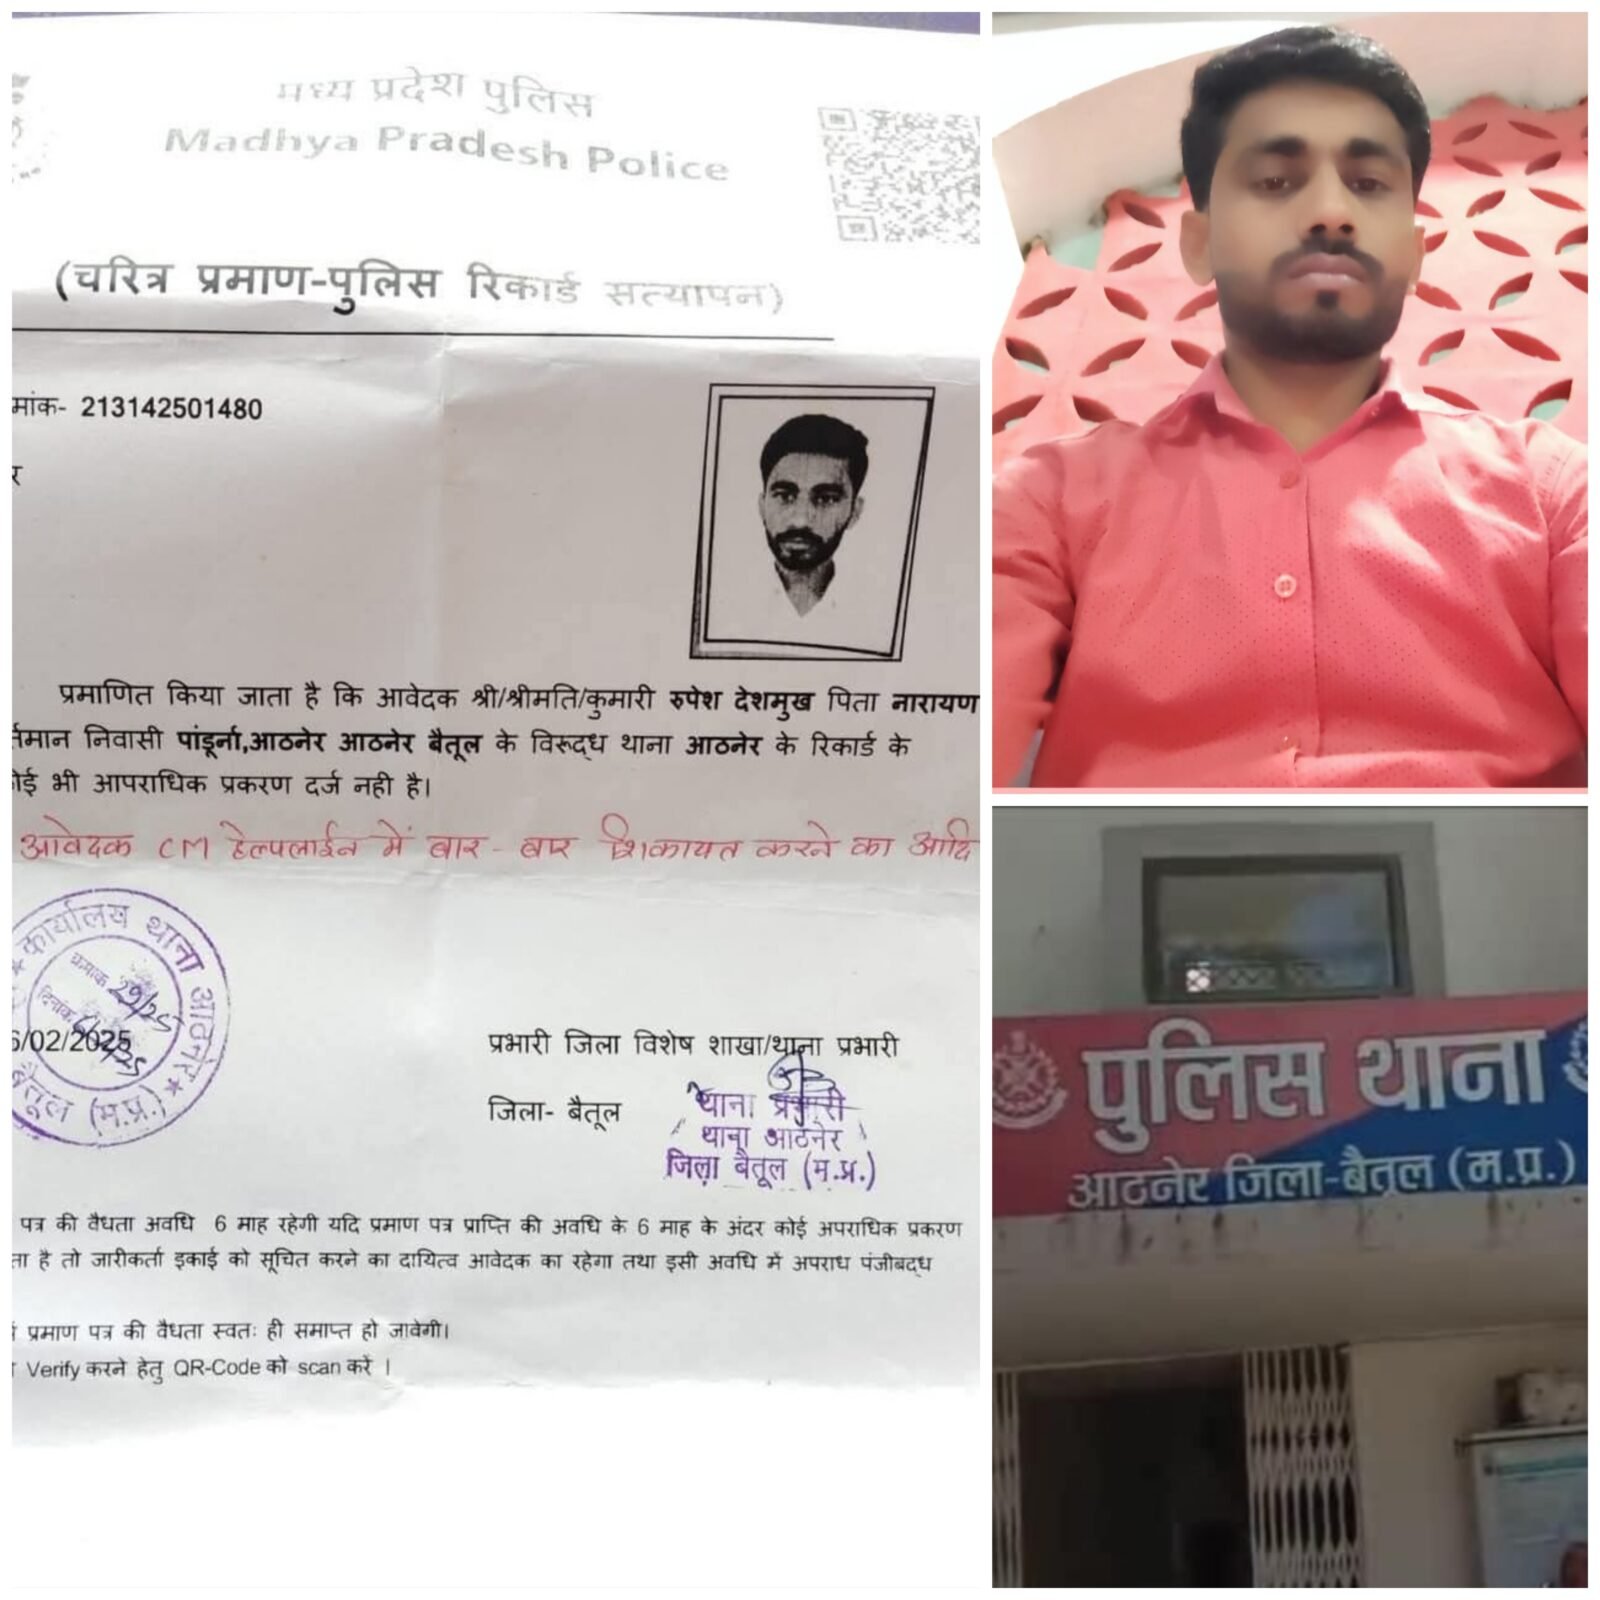 मध्य प्रदेश पुलिस
Madhya Pradesh Police
(चरित्र प्रमाण-पुलिस रिकार्ड सत्यापन)
मांक- 213142501480
र
प्रमाणित किया जाता है कि आवेदक श्री/श्रीमति/कुमारी रुपेश देशमुख पिता नारायण
र्तमान निवासी पांडूर्ना,आठनेर आठनेर बैतूल के विरूद्ध थाना आठनेर के रिकार्ड के
ोई भी आपराधिक प्रकरण दर्ज नही है।
आवेदक CM हेल्पलाईन में बार-बार शिकायत करने का आदि
कार्यालय थाना आठनेर
क्रमांक 29/25
दिनांक
6/02/2025
बैतूल (म.प्र.)
प्रभारी जिला विशेष शाखा/थाना प्रभारी
जिला- बैतूल
थाना प्रभारी
थाना आठनेर
जिला बैतूल (म.प्र.)
पत्र की वैधता अवधि 6 माह रहेगी यदि प्रमाण पत्र प्राप्ति की अवधि के 6 माह के अंदर कोई अपराधिक प्रकरण
ता है तो जारीकर्ता इकाई को सूचित करने का दायित्व आवेदक का रहेगा तथा इसी अवधि में अपराध पंजीबद्ध
प्रमाण पत्र की वैधता स्वतः ही समाप्त हो जावेगी।
Verify करने हेतु QR-Code को scan करें ।
पुलिस थाना
आठनेर जिला-बैतूल (म.प्र.)